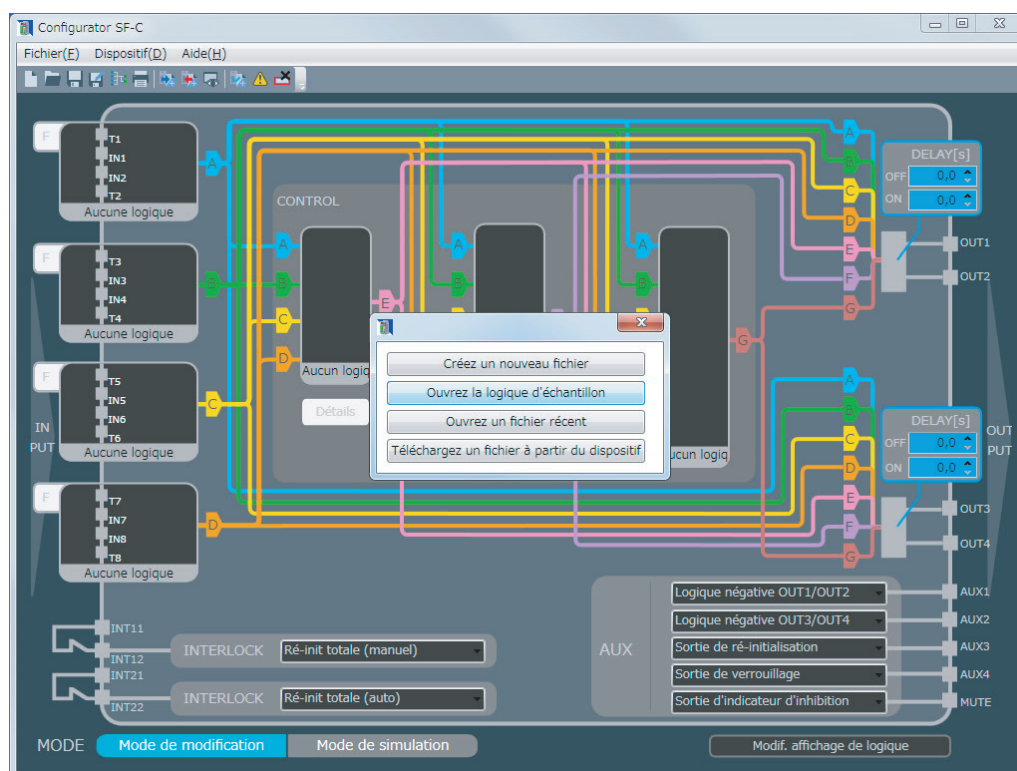 Configurator SF-C
Fichier(F) Dispositif(D) Aide(H)
F
T1
IN1
IN2
T2
Aucune logique
A
F
T3
IN3
IN4
T4
Aucune logique
B
F
T5
IN5
IN6
T6
Aucune logique
C
IN
PUT
F
T7
IN7
IN8
T8
Aucune logique
D
CONTROL
A
B
C
D
E
Aucun logiq
Détails
A
B
A
B
G
ucun logiq
Créez un nouveau fichier
Ouvrez la logique d'échantillon
Ouvrez un fichier récent
Téléchargez un fichier à partir du dispositif
A
B
C
D
E
F
G
DELAY[s]
OFF 0,0
ON 0,0
OUT1
OUT2
A
B
C
D
E
F
G
DELAY[s]
OFF 0,0
ON 0,0
OUT
PUT
OUT3
OUT4
INT11
INT12
INT21
INT22
INTERLOCK Ré-init totale (manuel)
INTERLOCK Ré-init totale (auto)
AUX
Logique négative OUT1/OUT2 AUX1
Logique négative OUT3/OUT4 AUX2
Sortie de ré-initialisation AUX3
Sortie de verrouillage AUX4
Sortie d'indicateur d'inhibition MUTE
MODE Mode de modification Mode de simulation Modif. affichage de logique